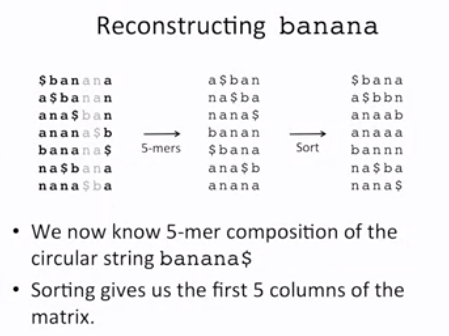 Reconstructing banana
$banana a$ban $bana
a$banan na$ba a$bbn
ana$ban nana$ anaab
anana$b banan anaaa
banana$ 5-mers $bana Sort bannn
na$bana ana$b na$ba
nana$ba anana nana$
• We now know 5-mer composition of the
circular string banana$
• Sorting gives us the first 5 columns of the
matrix.